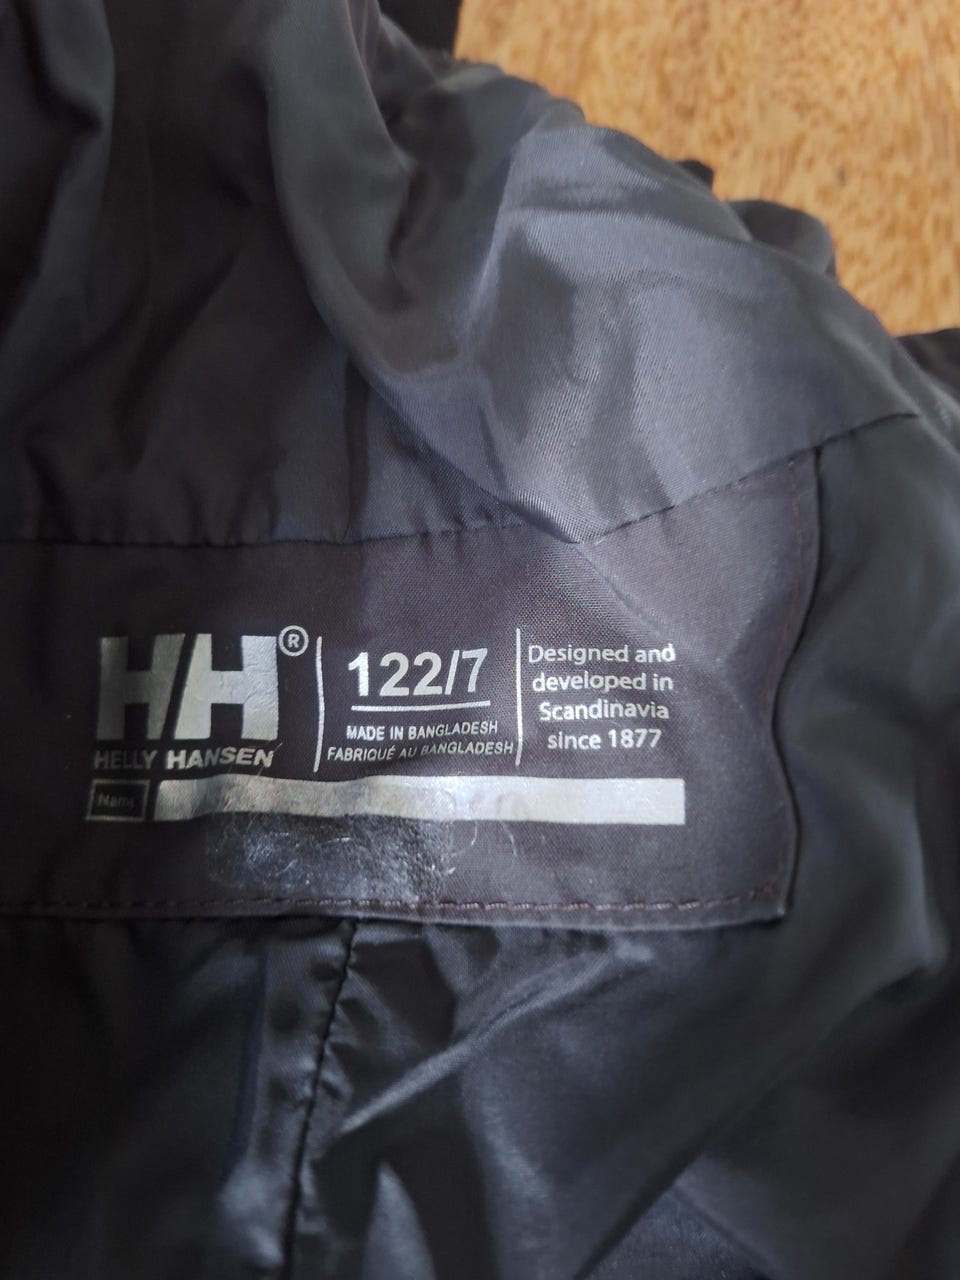 HH®
HELLY HANSEN
122/7
MADE IN BANGLADESH
FABRIQUÉ AU BANGLADESH
Designed and
developed in
Scandinavia
since 1877
Name